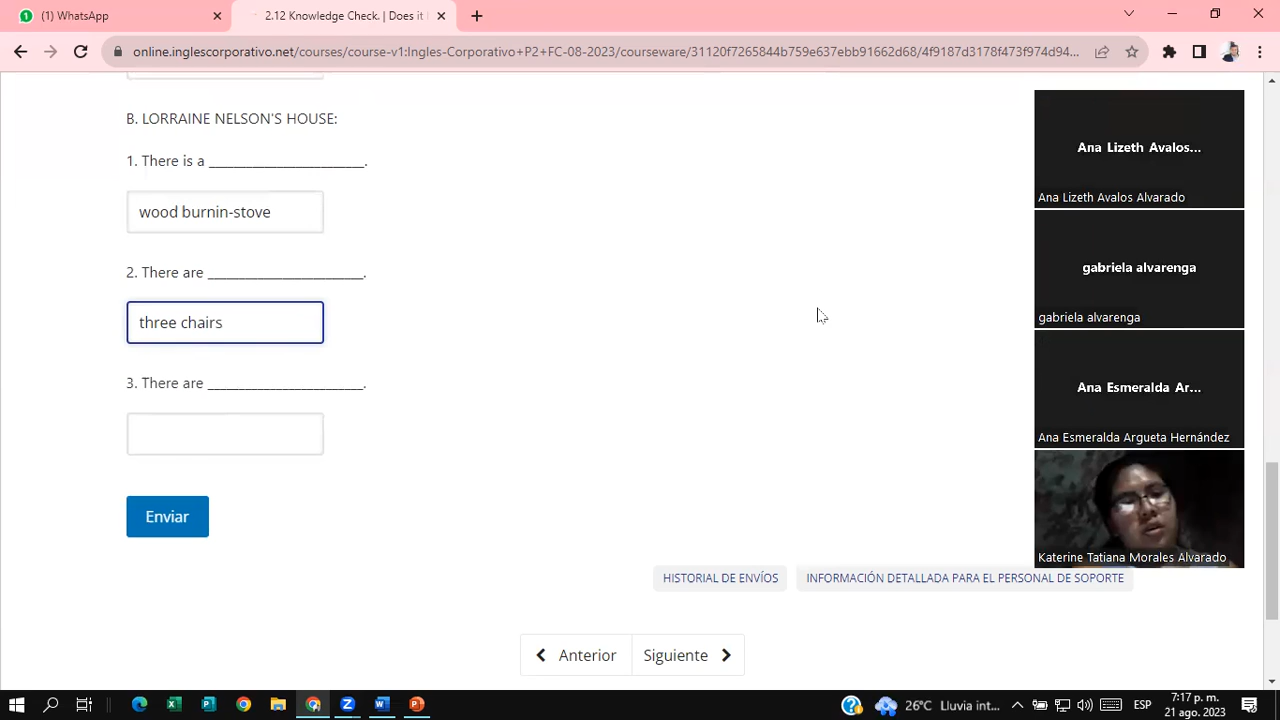 (1) WhatsApp
2.12 Knowledge Check. | Does it
online.inglescorporativo.net/courses/course-v1:Ingles-Corporativo+P2+FC-08-2023/courseware/31120f7265844b759e637ebb91662d68/4f9187d3178f473f974d94...
B. LORRAINE NELSON'S HOUSE:
1. There is a ________________________.
wood burnin-stove
2. There are ________________________.
three chairs
3. There are ________________________.
Enviar
HISTORIAL DE ENVÍOS
INFORMACIÓN DETALLADA PARA EL PERSONAL DE SOPORTE
Anterior
Siguiente
Ana Lizeth Avalos...
Ana Lizeth Avalos Alvarado
gabriela alvarenga
gabriela alvarenga
Ana Esmeralda Ar...
Ana Esmeralda Argueta Hernández
Katerine Tatiana Morales Alvarado
26°C Lluvia int...
ESP
7:17 p. m.
21 ago. 2023